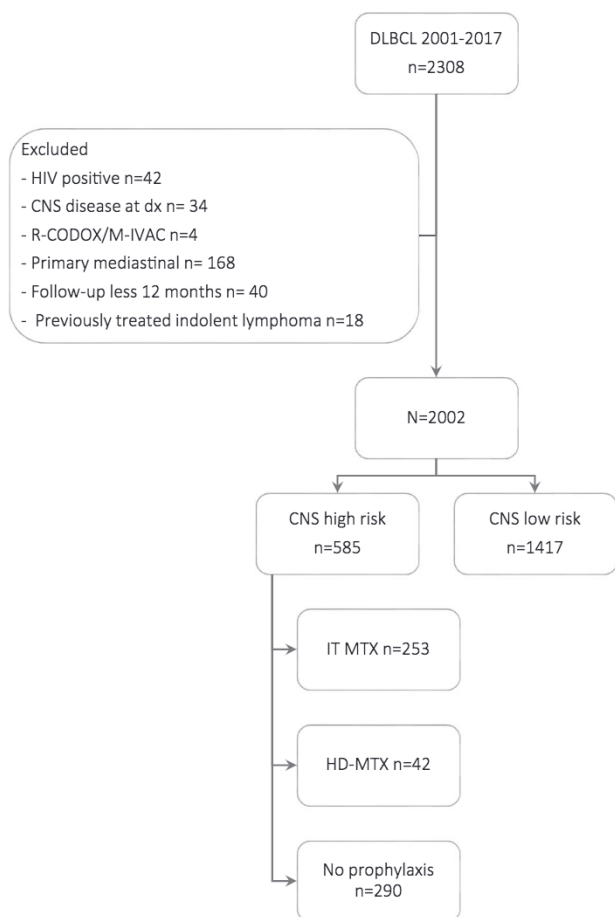 DLBCL 2001-2017
n=2308
Excluded
- HIV positive n=42
- CNS disease at dx n= 34
- R-CODOX/M-IVAC n=4
- Primary mediastinal n= 168
- Follow-up less 12 months n= 40
- Previously treated indolent lymphoma n=18
N=2002
CNS high risk
n=585
CNS low risk
n=1417
IT MTX n=253
HD-MTX n=42
No prophylaxis
n=290